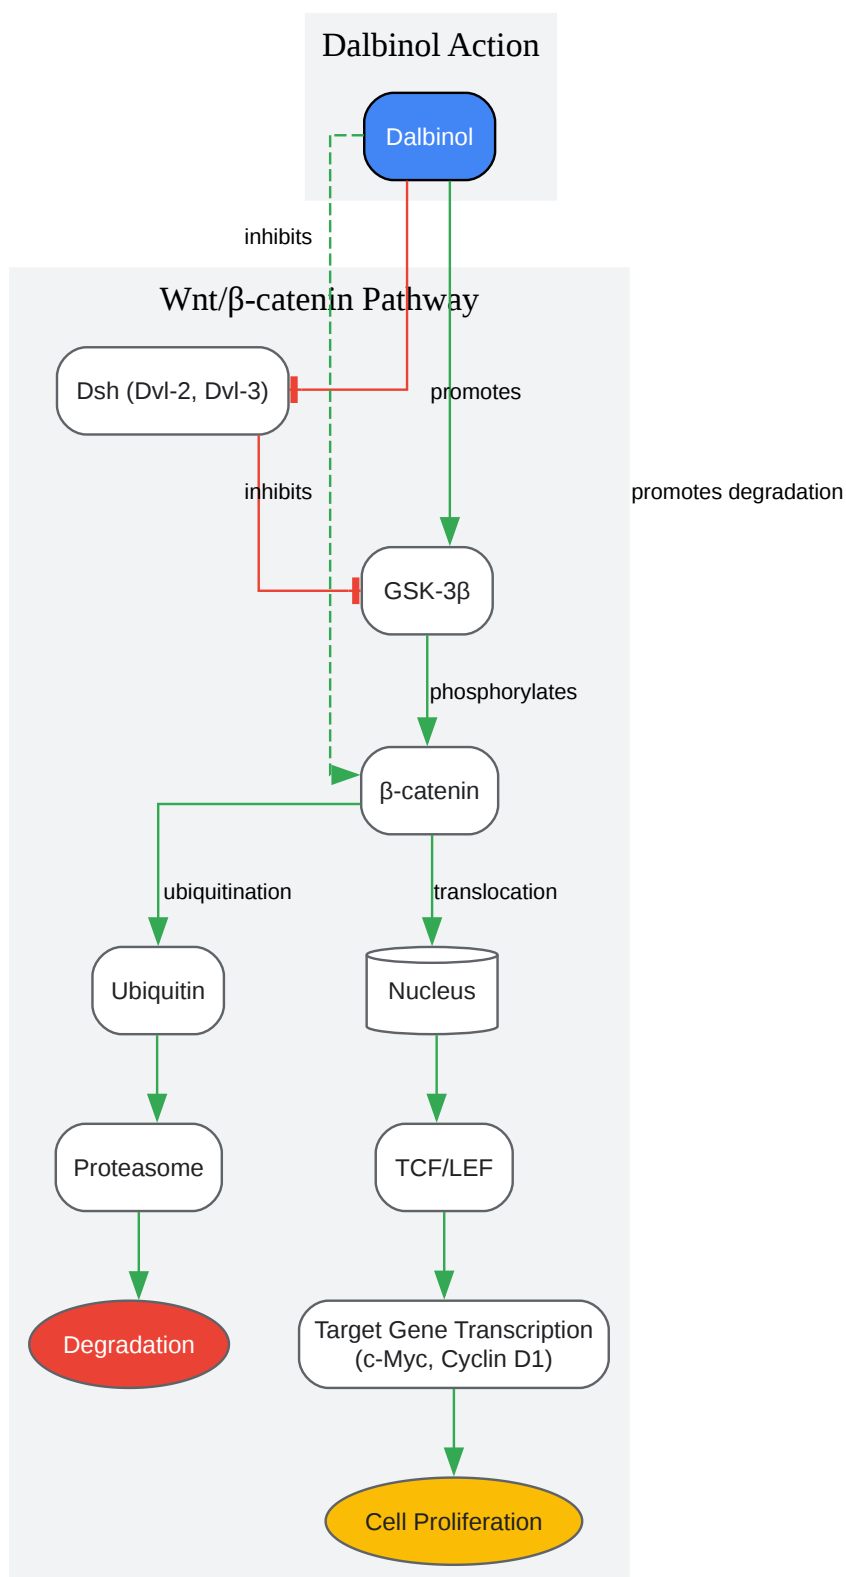 Dalbinol Action
Dalbinol
inhibits
Wnt/β-catenin Pathway
Dsh (Dvl-2, Dvl-3)
promotes
inhibits
promotes degradation
GSK-3β
phosphorylates
β-catenin
ubiquitination
translocation
Ubiquitin
Nucleus
Proteasome
TCF/LEF
Degradation
Target Gene Transcription
(c-Myc, Cyclin D1)
Cell Proliferation